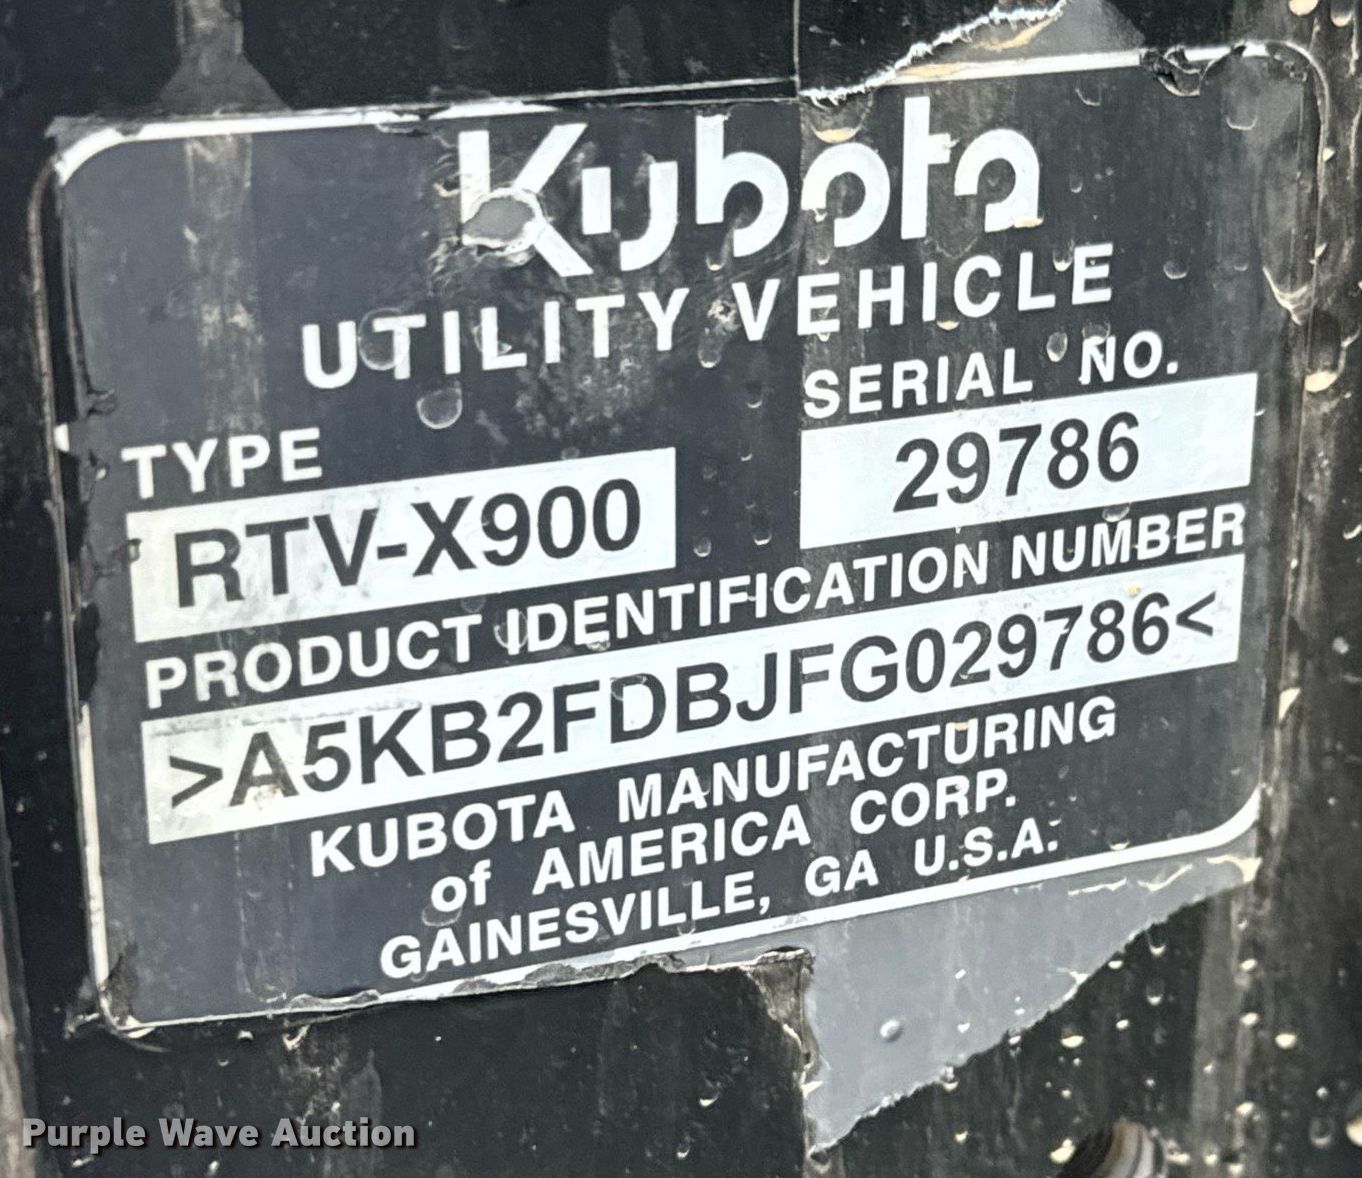 Kubota
UTILITY VEHICLE
TYPE
SERIAL NO.
RTV-X900
29786
PRODUCT IDENTIFICATION NUMBER
>A5KB2FDBJFG029786<
KUBOTA MANUFACTURING
of AMERICA CORP.
GAINESVILLE, GA U.S.A.
Purple Wave Auction